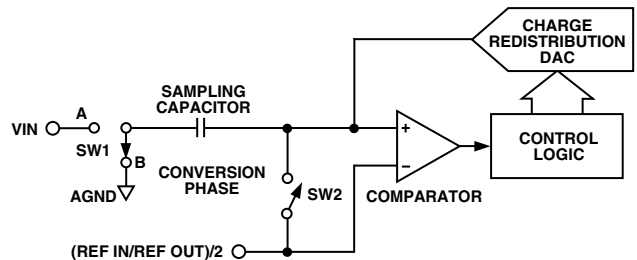 CHARGE
REDISTRIBUTION
DAC
SAMPLING
CAPACITOR
VIN
A
+
CONTROL
LOGIC
SW1
B
CONVERSION
PHASE
–
AGND
SW2
COMPARATOR
(REF IN/REF OUT)/2